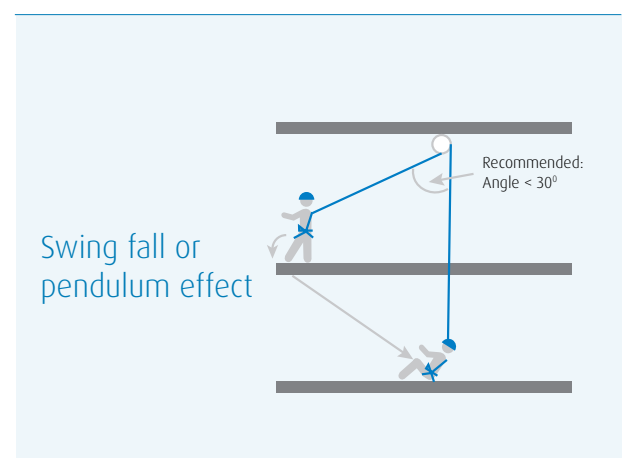 Swing fall or
pendulum effect
Recommended:
Angle < 30⁰